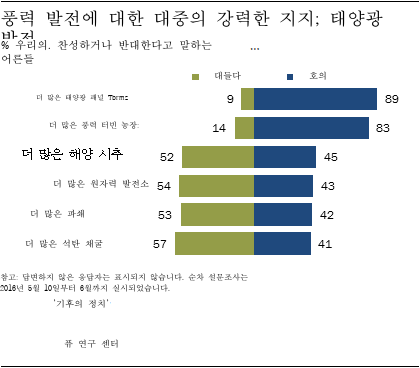 풍력 발전에 대한 대중의 강력한 지지; 태양광
발전
% 우리의. 찬성하거나 반대한다고 말하는 ...
어른들
대들다 호의
더 많은 태양광 패널 9 89
더 많은 풍력 터빈 농장: 14 83
더 많은 해양 시추 52 45
더 많은 원자력 발전소 54 43
더 많은 파쇄 53 42
더 많은 석탄 채굴 57 41
참고: 답변하지 않은 응답자는 표시되지 않습니다. 순차 설문조사는
2016년 5월 10일부터 6월까지 실시되었습니다.
'기후의 정치'
퓨 연구 센터